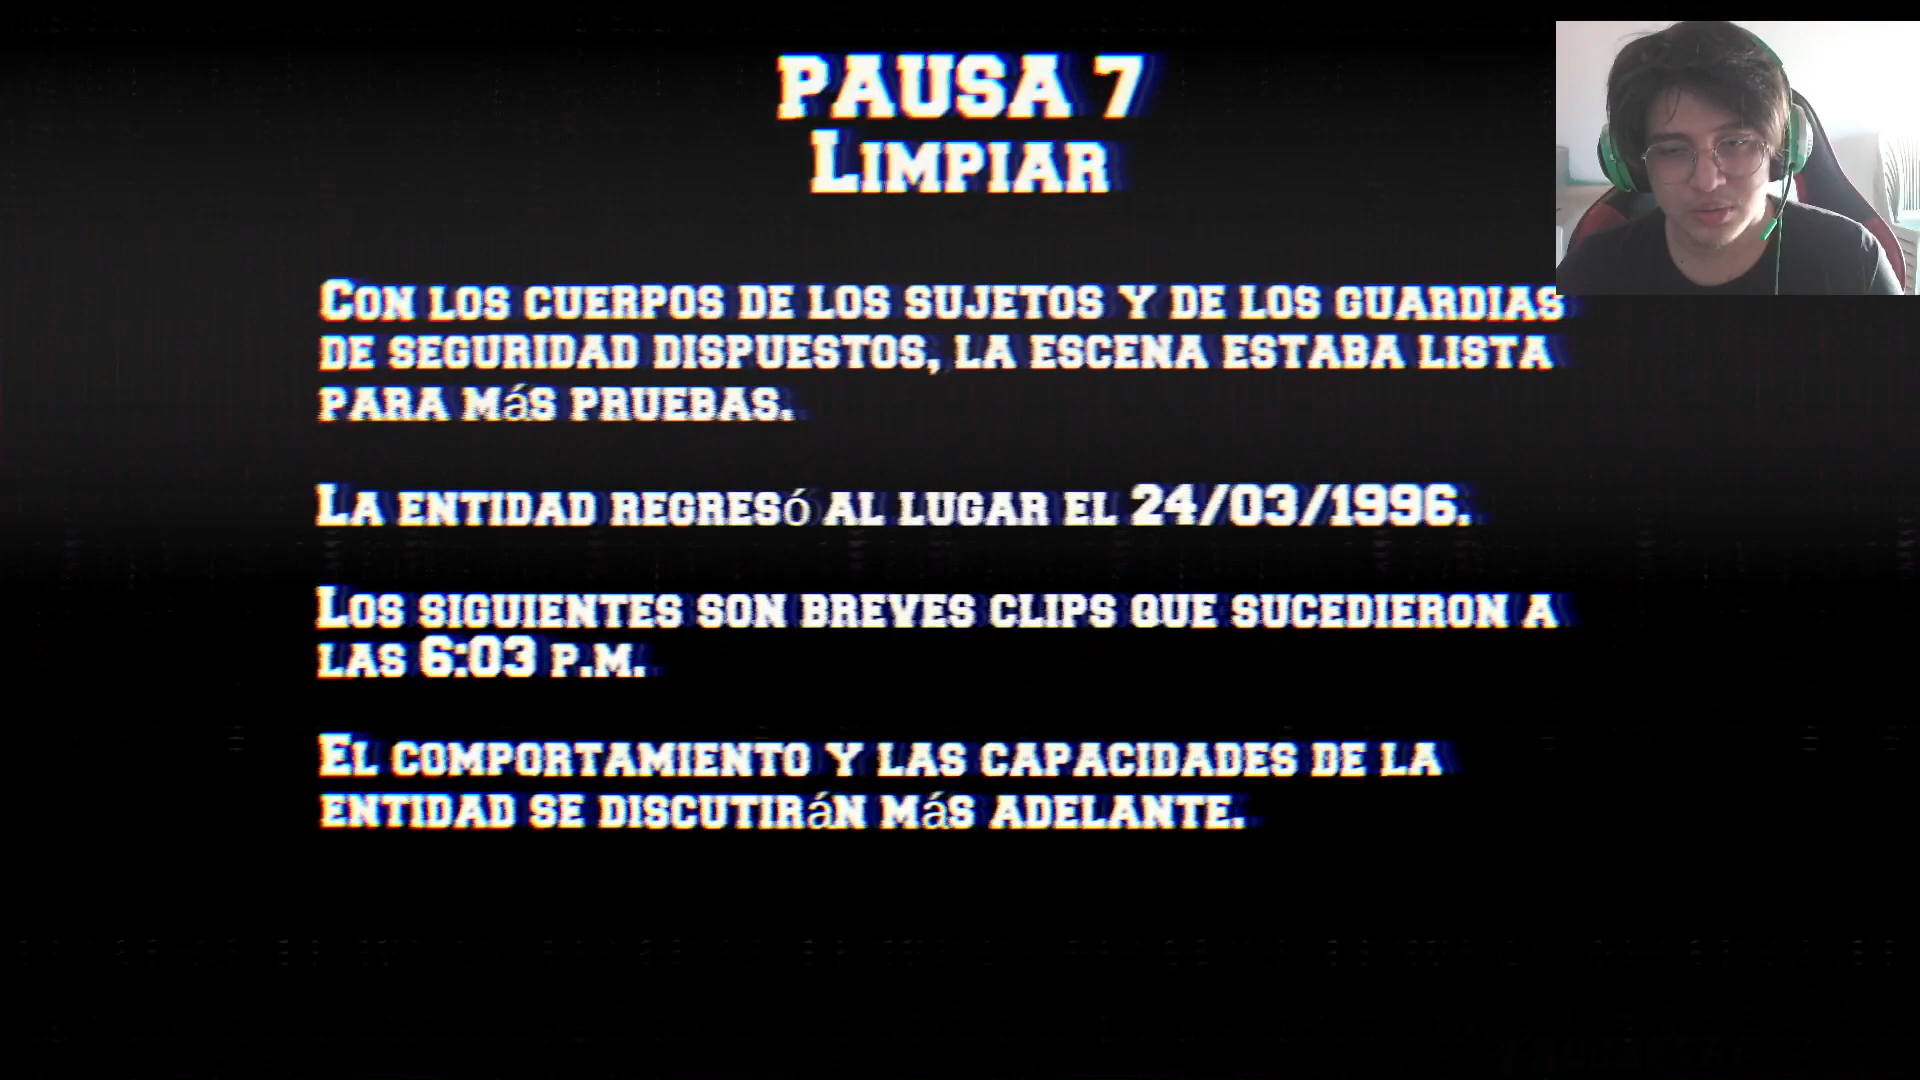 PAUSA 7
LIMPIAR
CON LOS CUERPOS DE LOS SUJETOS Y DE LOS GUARDIAS
DE SEGURIDAD DISPUESTOS, LA ESCENA ESTABA LISTA
PARA MáS PRUEBAS.
LA ENTIDAD REGRESó AL LUGAR EL 24/03/1996.
LOS SIGUIENTES SON BREVES CLIPS QUE SUCEDIERON A
LAS 6:03 P.M.
EL COMPORTAMIENTO Y LAS CAPACIDADES DE LA
ENTIDAD SE DISCUTIRáN MáS ADELANTE.